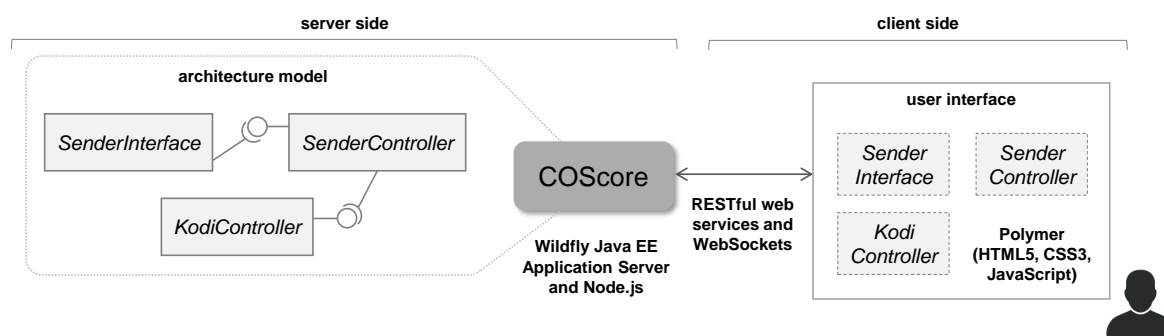 server side
client side
architecture model
SenderInterface
SenderController
KodiController
COScore
Wildfly Java EE
Application Server
and Node.js
RESTful web
services and
WebSockets
user interface
Sender
Interface
Sender
Controller
Kodi
Controller
Polymer
(HTML5, CSS3,
JavaScript)